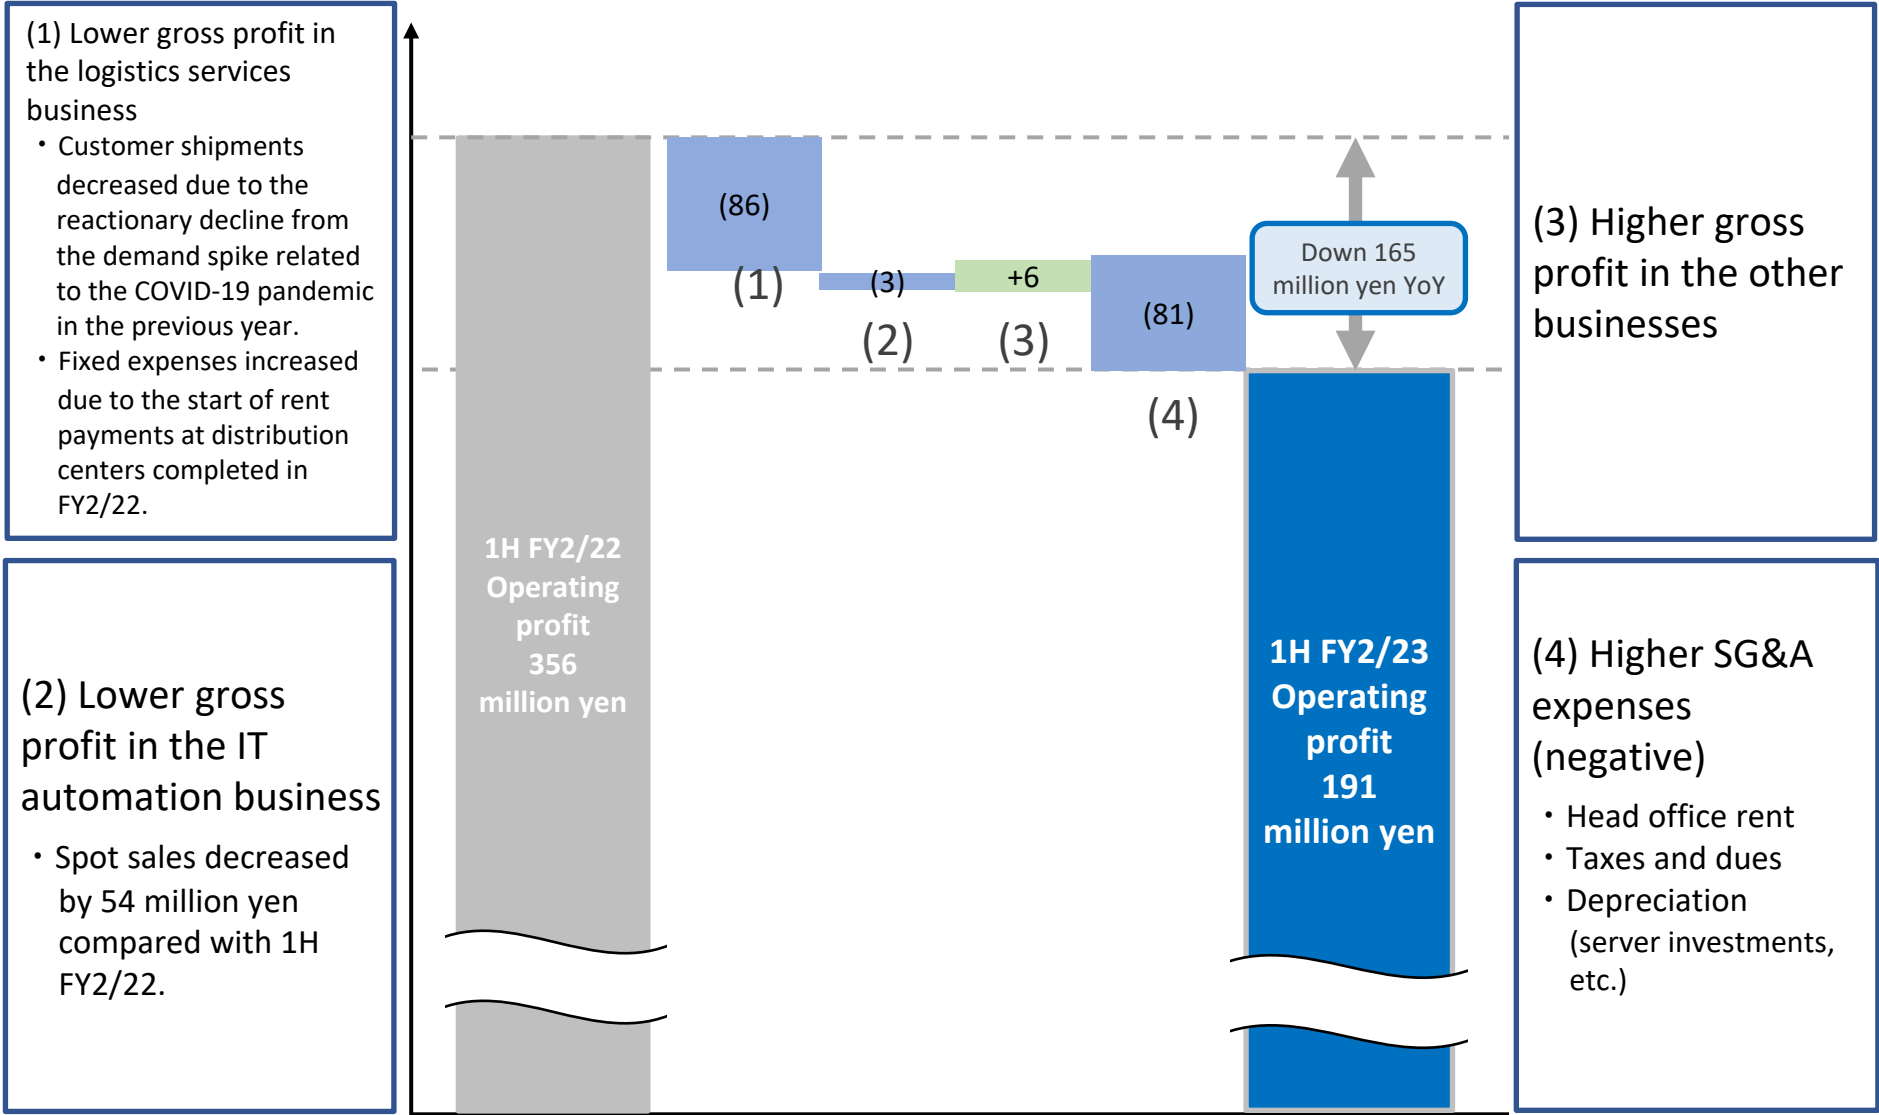 (1) Lower gross profit in
the logistics services
business
・Customer shipments
decreased due to the
reactionary decline from
the demand spike related
to the COVID-19 pandemic
in the previous year.
・Fixed expenses increased
due to the start of rent
payments at distribution
centers completed in
FY2/22.
(2) Lower gross
profit in the IT
automation business
・Spot sales decreased
by 54 million yen
compared with 1H
FY2/22.
1H FY2/22
Operating
profit
356
million yen
(86)
(1)
(3)
(2)
+6
(3)
(81)
(4)
Down 165
million yen YoY
1H FY2/23
Operating
profit
191
million yen
(3) Higher gross
profit in the other
businesses
(4) Higher SG&A
expenses
(negative)
・Head office rent
・Taxes and dues
・Depreciation
(server investments,
etc.)